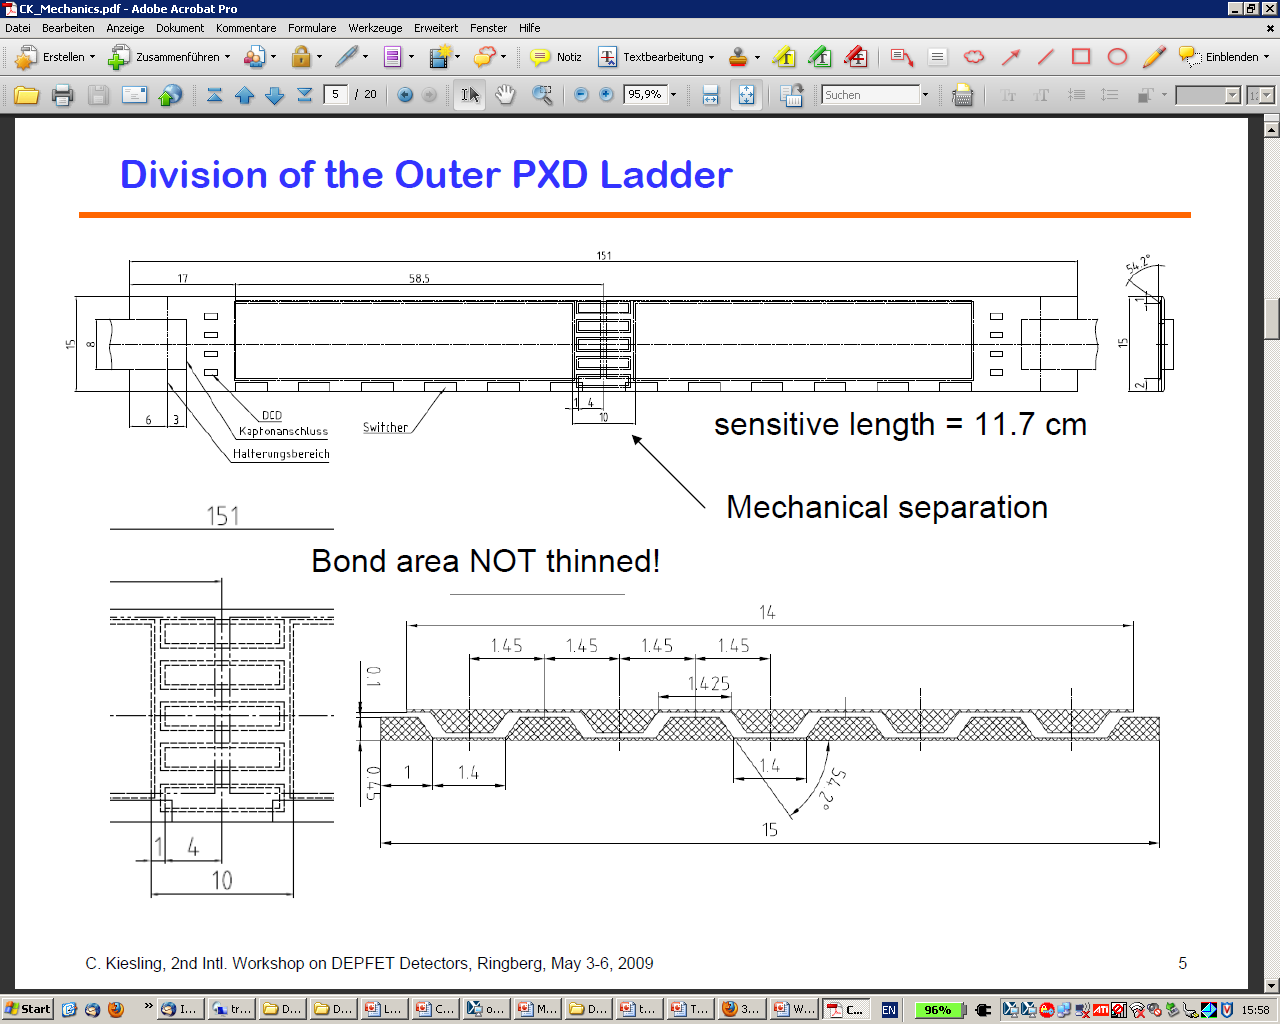 CK_Mechanics.pdf - Adobe Acrobat Pro
Datei Bearbeiten Anzeige Dokument Kommentare Formulare Werkzeuge Erweitert Fenster Hilfe
Erstellen Zusammenführen Notiz Textbearbeitung Einblenden
5 / 20 95,9% Suchen
Division of the Outer PXD Ladder
151
17 58.5
54.2°
15 8 15 1 2
1 4
10
6 3
DCD
Kaptonanschluss
Halterungsbereich
Switcher
sensitive length = 11.7 cm
Mechanical separation
151
Bond area NOT thinned!
14
1.45 1.45 1.45 1.45
0.1 1.425
1 1.4 1.4
0.45 54.2°
15
1 4
10
C. Kiesling, 2nd Intl. Workshop on DEPFET Detectors, Ringberg, May 3-6, 2009
5
Start » I... tr... D... D... L... C... o... M... D... t... T... 3... W... C... EN 96% 15:58